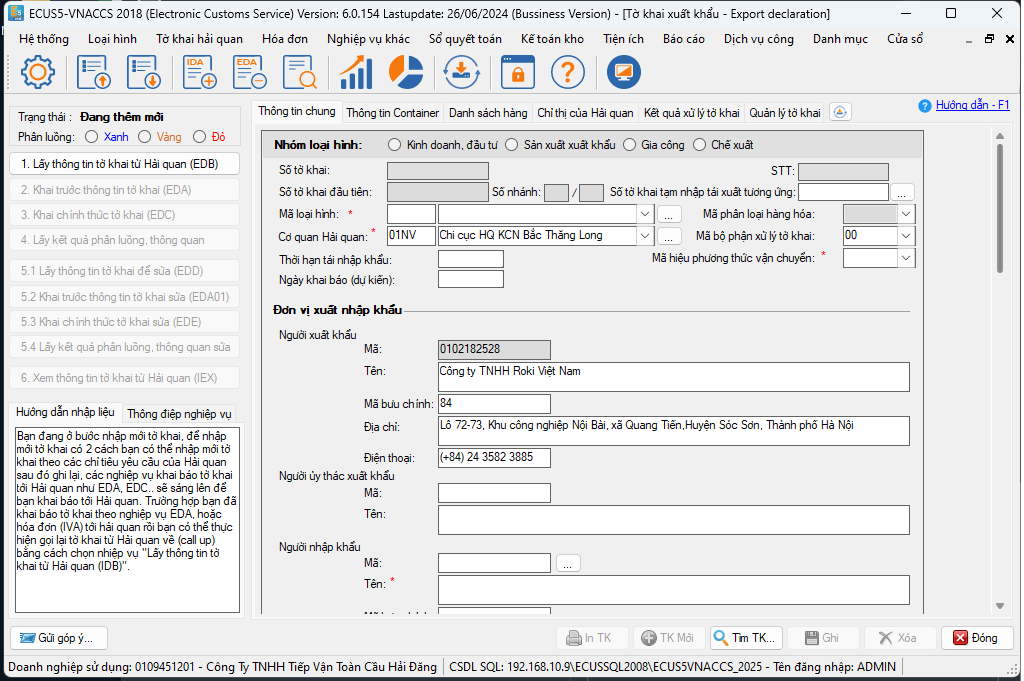 ECUS5-VNACCS 2018 (Electronic Customs Service) Version: 6.0.154 Lastupdate: 26/06/2024 (Bussiness Version) - [Tờ khai xuất khẩu - Export declaration]
Hệ thống Loại hình Tờ khai hải quan Hóa đơn Nghiệp vụ khác Sổ quyết toán Kế toán kho Tiện ích Báo cáo Dịch vụ công Danh mục Cửa sổ
IDA EDA
Trạng thái : Đang thêm mới
Phân luồng: Xanh Vàng Đỏ
1. Lấy thông tin tờ khai từ Hải quan (EDB)
2. Khai trước thông tin tờ khai (EDA)
3. Khai chính thức tờ khai (EDC)
4. Lấy kết quả phân luồng, thông quan
5.1 Lấy thông tin tờ khai để sửa (EDD)
5.2 Khai trước thông tin tờ khai sửa (EDA01)
5.3 Khai chính thức tờ khai sửa (EDE)
5.4 Lấy kết quả phân luồng, thông quan sửa
6. Xem thông tin tờ khai từ Hải quan (IEX)
Hướng dẫn nhập liệu Thông điệp nghiệp vụ
Bạn đang ở bước nhập mới tờ khai, để nhập
mới tờ khai có 2 cách bạn có thể nhập mới tờ
khai theo các chỉ tiêu yêu cầu của Hải quan
sau đó ghi lại, các nghiệp vụ khai báo tờ khai
tới Hải quan như EDA, EDC.. sẽ sáng lên để
bạn khai báo tới Hải quan. Trường hợp bạn đã
khai báo tờ khai theo nghiệp vụ EDA, hoặc
hóa đơn (IVA) tới hải quan rồi bạn có thể thực
hiện gọi lại tờ khai từ Hải quan về (call up)
bằng cách chọn nhiệp vụ "Lấy thông tin tờ
khai từ Hải quan (IDB)".
Thông tin chung Thông tin Container Danh sách hàng Chỉ thị của Hải quan Kết quả xử lý tờ khai Quản lý tờ khai Hướng dẫn - F1
Nhóm loại hình: Kinh doanh, đầu tư Sản xuất xuất khẩu Gia công Chế xuất
Số tờ khai: STT:
Số tờ khai đầu tiên: Số nhánh: / Số tờ khai tạm nhập tái xuất tương ứng: ...
Mã loại hình: * ... Mã phân loại hàng hóa:
Cơ quan Hải quan: * 01NV Chi cục HQ KCN Bắc Thăng Long ... Mã bộ phận xử lý tờ khai: 00
Thời hạn tái nhập khẩu: Mã hiệu phương thức vận chuyển: *
Ngày khai báo (dự kiến):
Đơn vị xuất nhập khẩu
Người xuất khẩu
Mã: 0102182528
Tên: Công ty TNHH Roki Việt Nam
Mã bưu chính: 84
Địa chỉ: Lô 72-73, Khu công nghiệp Nội Bài, xã Quang Tiến,Huyện Sóc Sơn, Thành phố Hà Nội
Điện thoại: (+84) 24 3582 3885
Người ủy thác xuất khẩu
Mã:
Tên:
Người nhập khẩu
Mã: ...
Tên: *
Gửi góp ý... In TK TK Mới Tìm TK... Ghi Xóa Đóng
Doanh nghiệp sử dụng: 0109451201 - Công Ty TNHH Tiếp Vận Toàn Cầu Hải Đăng CSDL SQL: 192.168.10.9\ECUSSQL2008\ECUS5VNACCS_2025 - Tên đăng nhập: ADMIN